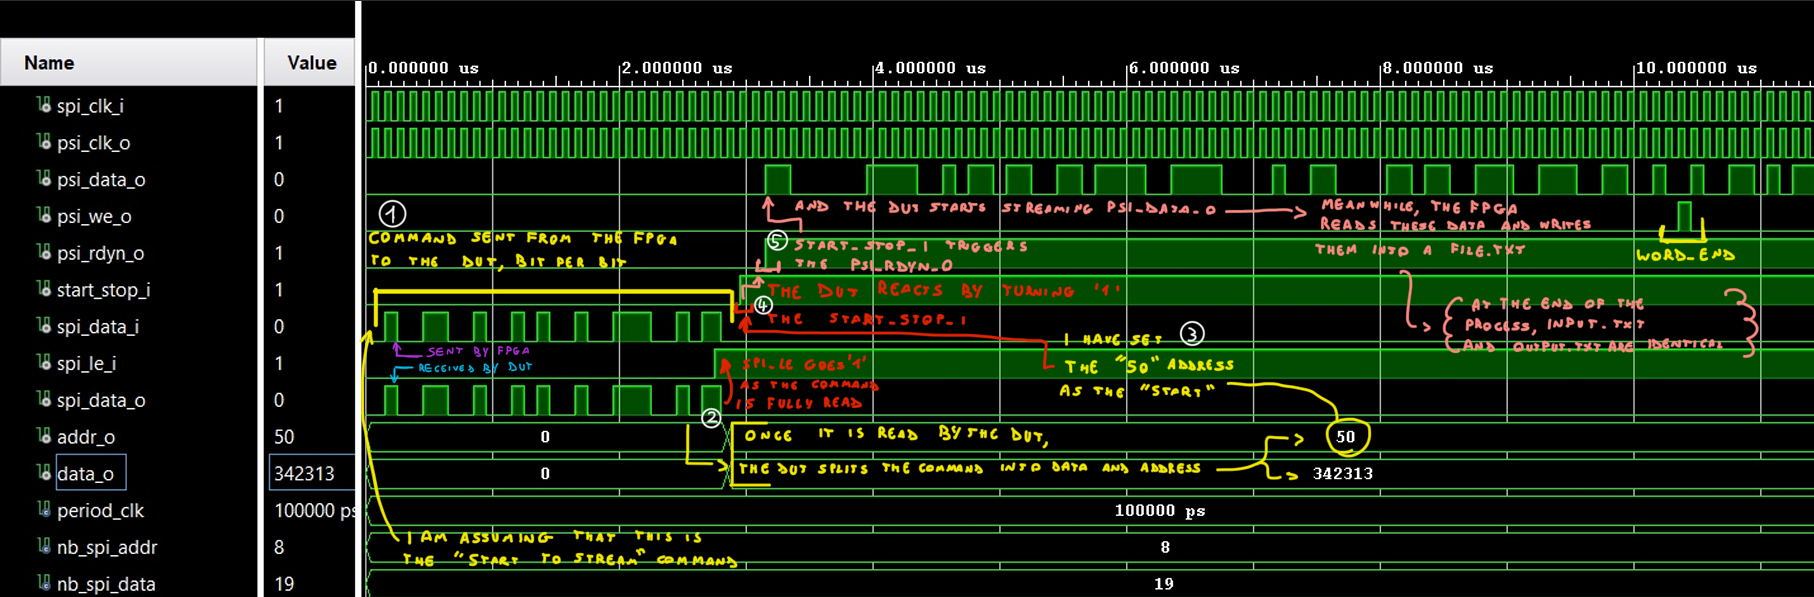 Name Value
0.000000 us 2.000000 us 4.000000 us 6.000000 us 8.000000 us 10.000000 us
spi_clk_i 1
psi_clk_o 1
psi_data_o 0
psi_we_o 0
psi_rdyn_o 1
start_stop_i 1
spi_data_i 0
spi_le_i 1
spi_data_o 0
addr_o 50
data_o 342313
period_clk 100000 ps
nb_spi_addr 8
nb_spi_data 19
1
COMMAND SENT FROM THE FPGA
TO THE DUT, BIT PER BIT
SENT BY FPGA
RECEIVED BY DUT
I AM ASSUMING THAT THIS IS
THE "START TO STREAM" COMMAND
2
ONCE IT IS READ BY THE DUT,
THE DUT SPLITS THE COMMAND INTO DATA AND ADDRESS
SPI_LE GOES '1'
AS THE COMMAND
IS FULLY READ
3
I HAVE SET
THE "50" ADDRESS
AS THE "START"
4
THE DUT REACTS BY TURNING '1'
THE START_STOP_I
5
START_STOP_I TRIGGERS
THE PSI_RDYN_O
AND THE DUT STARTS STREAMING PSI_DATA_O
MEANWHILE, THE FPGA
READS THESE DATA AND WRITES
THEM INTO A FILE.TXT
WORD_END
( AT THE END OF THE
PROCESS, INPUT.TXT
AND OUTPUT.TXT ARE IDENTICAL )
0 50
0 342313
100000 ps
8
19